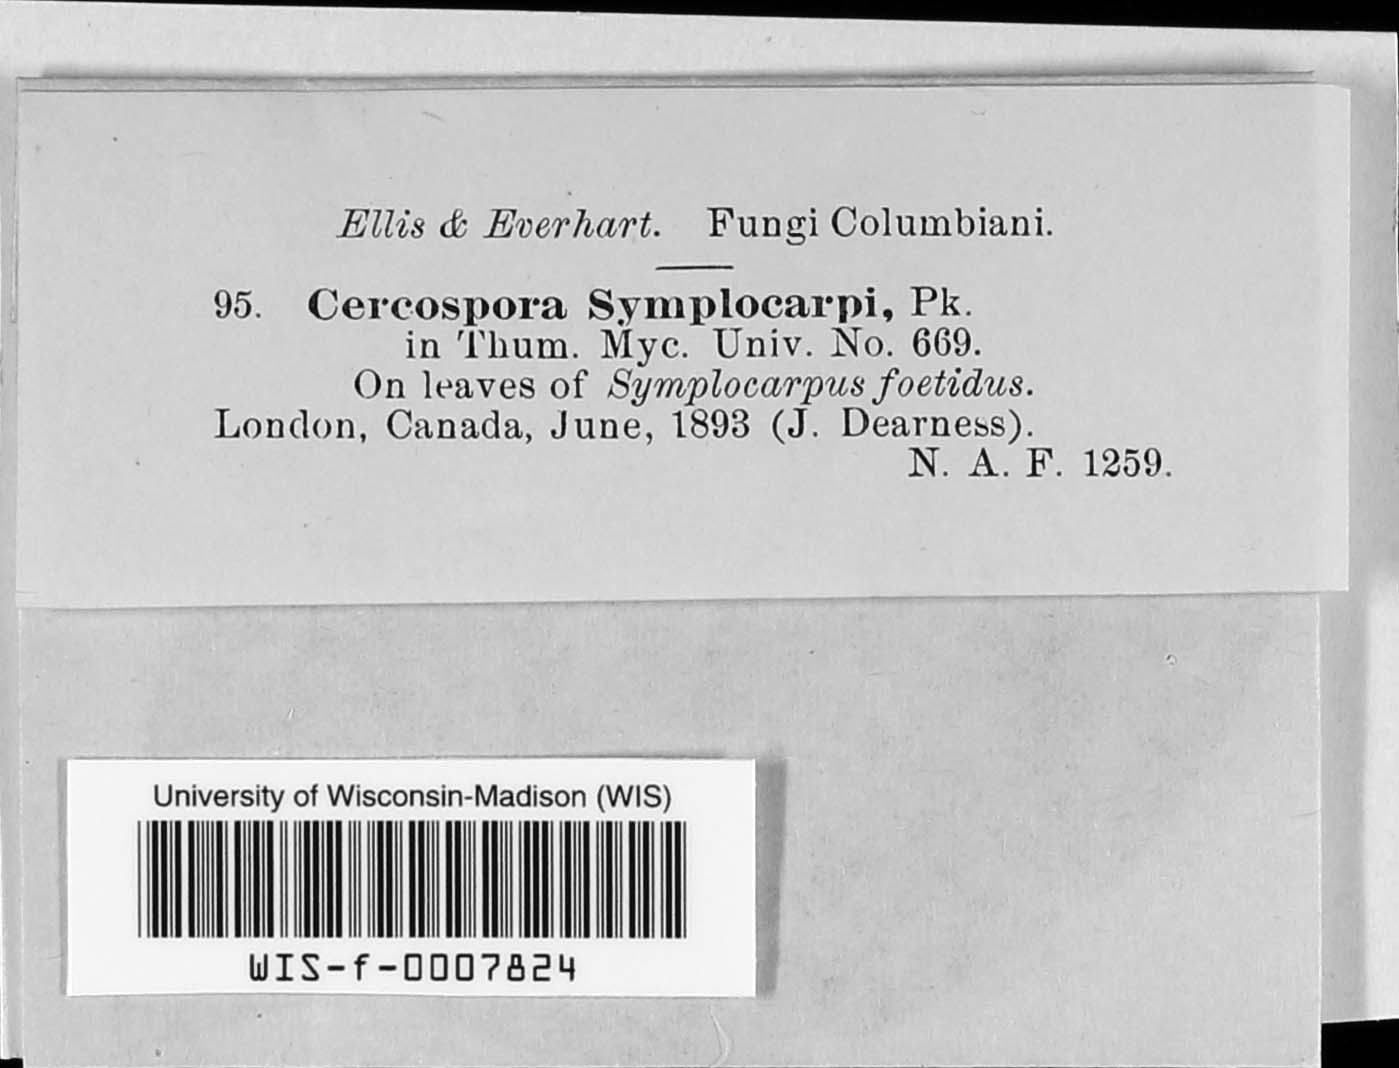 Ellis & Everhart. Fungi Columbiani.
95. Cercospora Symplocarpi, Pk.
in Thum. Myc. Univ. No. 669.
On leaves of Symplocarpus foetidus.
London, Canada, June, 1893 (J. Dearness).
N. A. F. 1259.
University of Wisconsin-Madison (WIS)
WIS-f-0007824